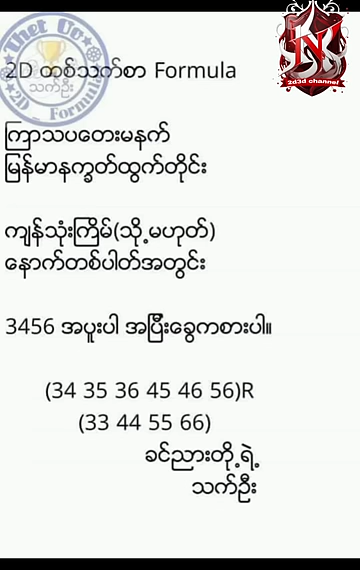 Thet Oo
2D တစ်သက်စာ Formula
သက်ဦး
2D _ Formula
2d3d channel
ကြာသပတေးမနက်
မြန်မာနက္ခတ်ထွက်တိုင်း
ကျန်သုံးကြိမ်(သို့မဟုတ်)
နောက်တစ်ပါတ်အတွင်း
3456 အပူးပါ အပြီးခွေကစားပါ။
(34 35 36 45 46 56)R
(33 44 55 66)
ခင်ညားတို့ရဲ့
သက်ဦး